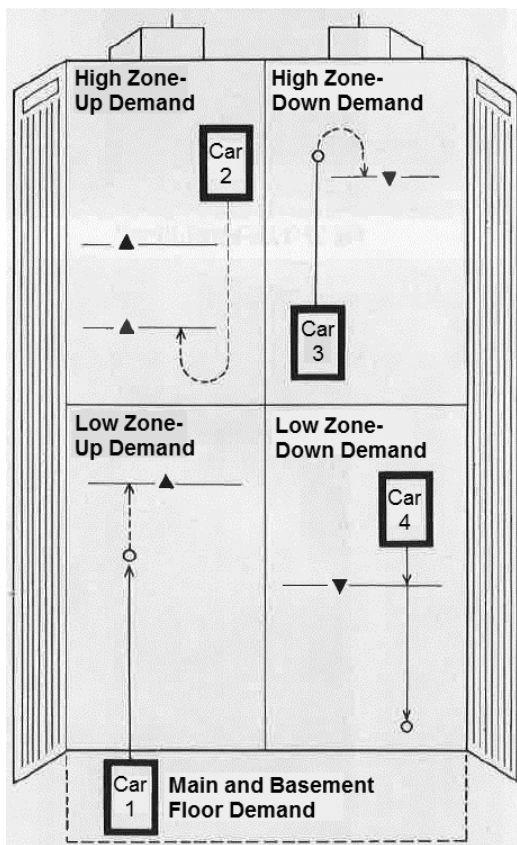 High Zone-
Up Demand
High Zone-
Down Demand
Car
2
Car
3
Low Zone-
Up Demand
Low Zone-
Down Demand
Car
4
Car
1
Main and Basement
Floor Demand